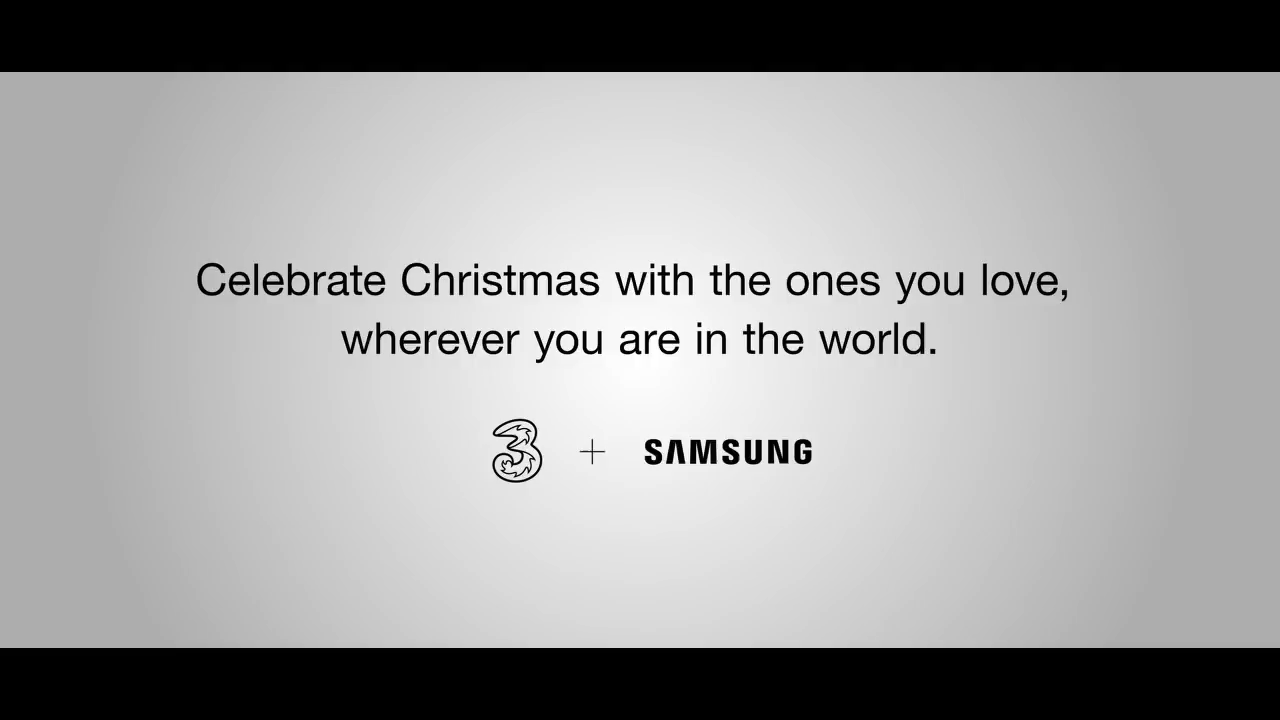 Celebrate Christmas with the ones you love,
wherever you are in the world.
3 + SAMSUNG